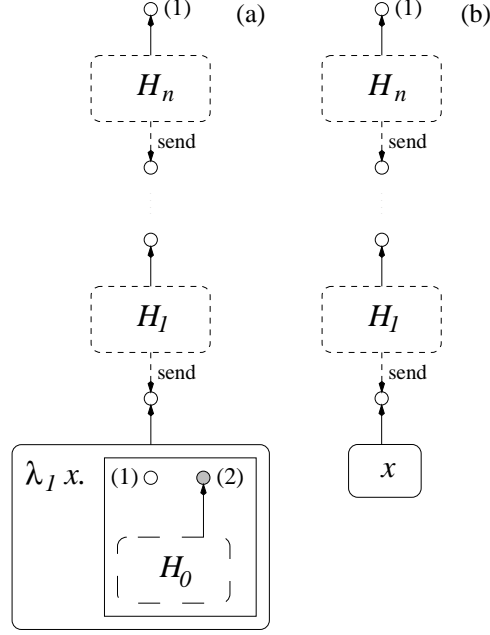 (1) (a) (1) (b)
H_n H_n
send send
H_1 H_1
send send
λ_1 x. (1) (2) x
H_0